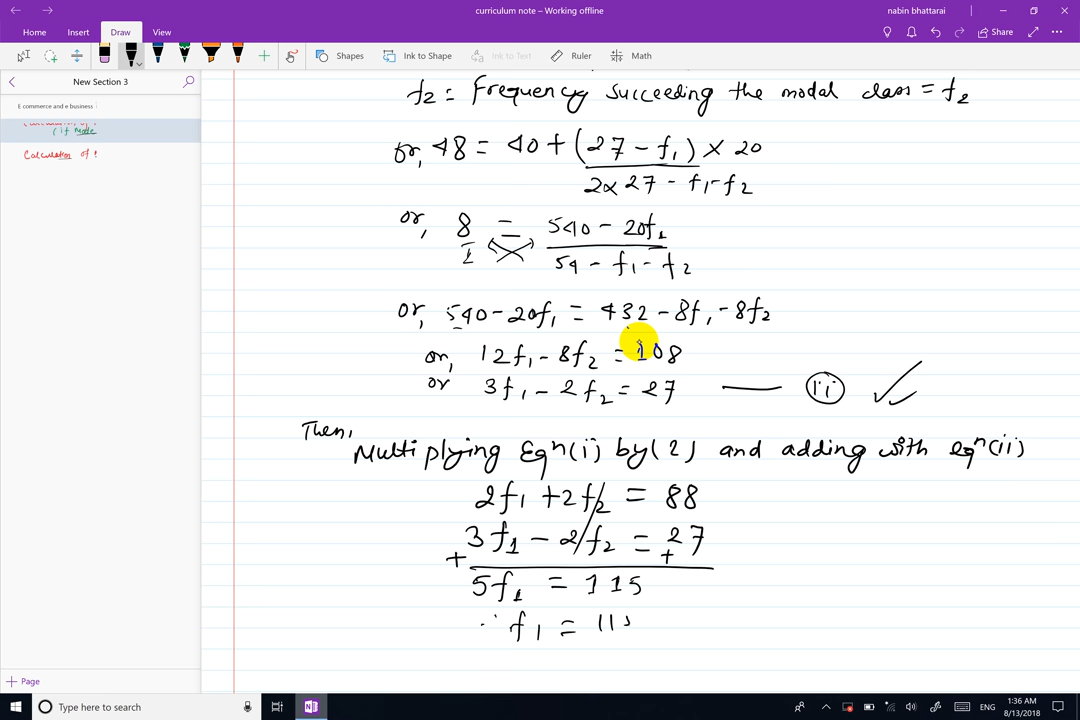 curriculum note – Working offline
nabin bhattarai
Home Insert Draw View
Share
Shapes Ink to Shape Ink to Text Ruler Math
New Section 3
E commerce and e business
(if mode
Calculation of
f2 = Frequency succeeding the modal class = f2
or, 48 = 40 + (27 - f1) × 20
2×27 - f1-f2
or, 8 = 540 - 20f1
1 54 - f1 - f2
or, 540 - 20f1 = 432 - 8f1 - 8f2
or, 12f1 - 8f2 = 108
or 3f1 - 2f2 = 27 —— (ii)
Then,
Multiplying Eqn(i) by(2) and adding with eqn(ii)
2f1 + 2f2 = 88
3f1 - 2f2 = 27
+ +
5f1 = 115
∴ f1 = 11
Page
Type here to search
ENG
1:36 AM
8/13/2018